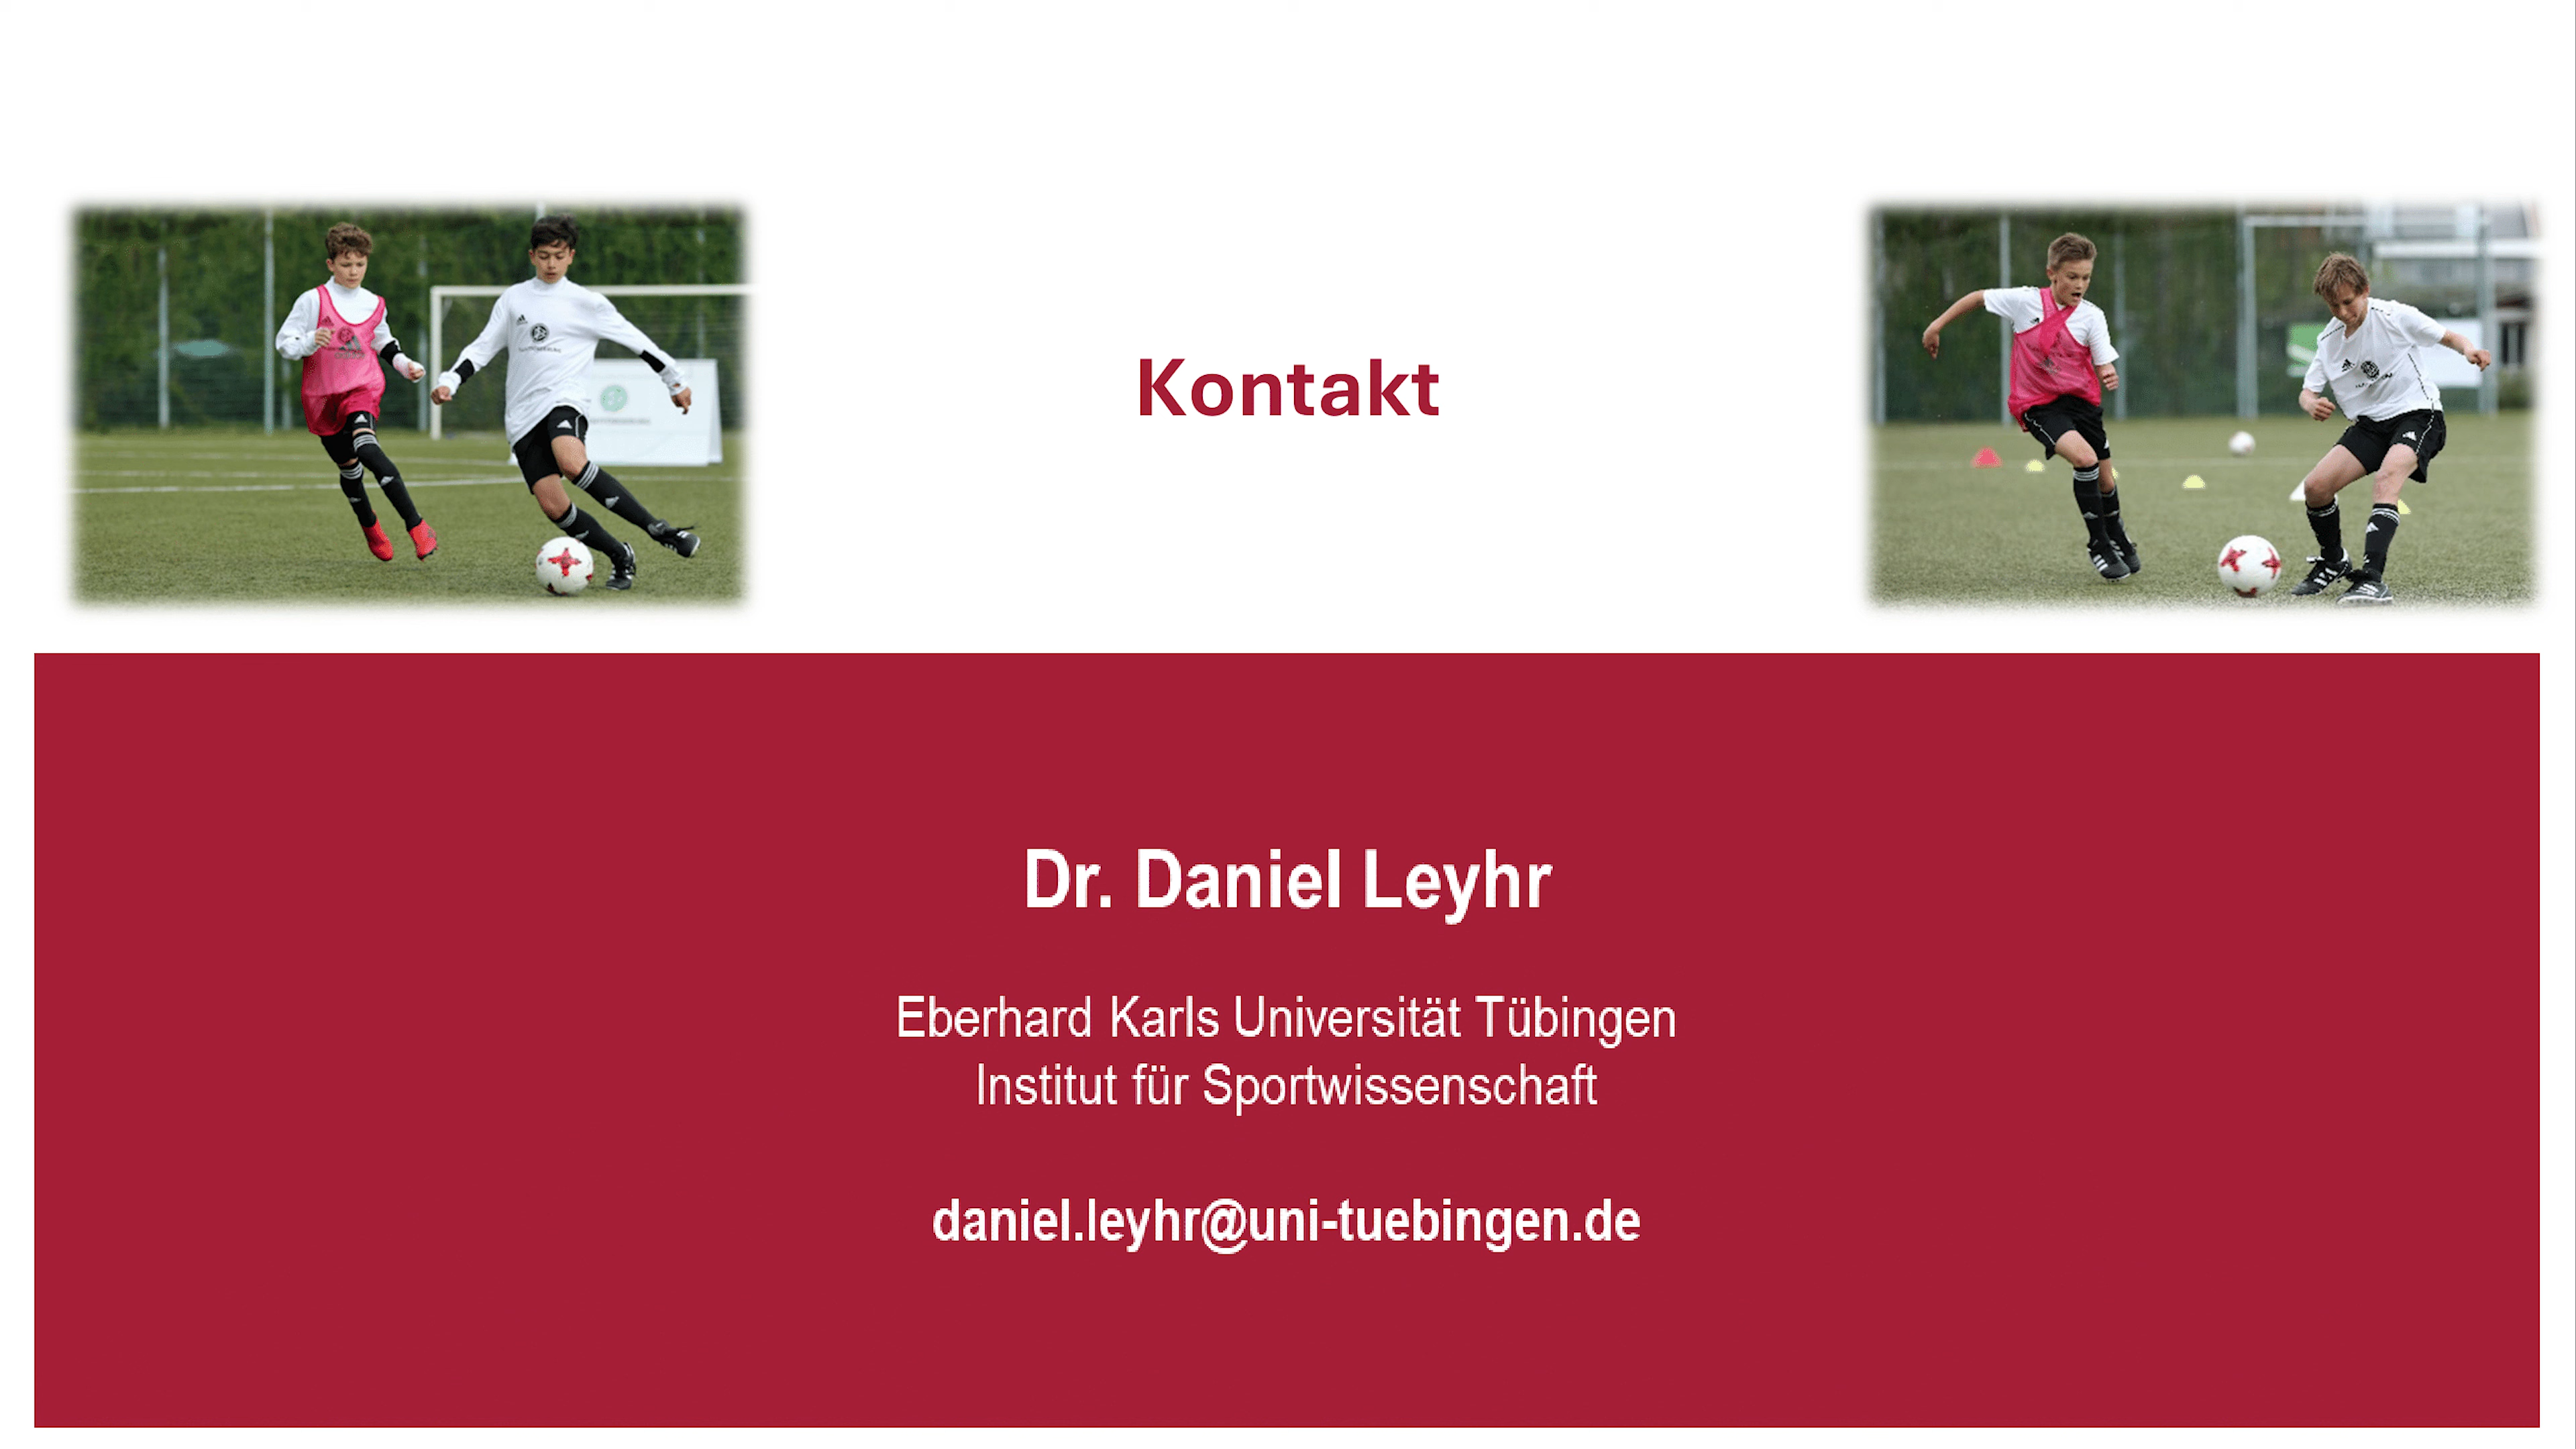 Kontakt
Dr. Daniel Leyhr
Eberhard Karls Universität Tübingen
Institut für Sportwissenschaft
daniel.leyhr@uni-tuebingen.de